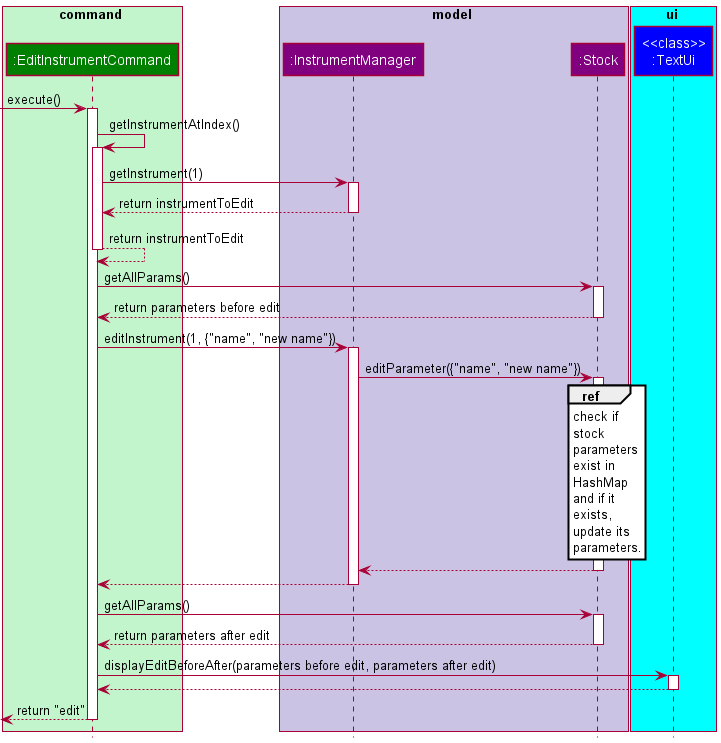 command
model
ui
:EditInstrumentCommand
:InstrumentManager
:Stock
<<class>>
:TextUi
execute()
getInstrumentAtIndex()
getInstrument(1)
return instrumentToEdit
return instrumentToEdit
getAllParams()
return parameters before edit
editInstrument(1, {"name", "new name"})
editParameter({"name", "new name"})
ref
check if
stock
parameters
exist in
HashMap
and if it
exists,
update its
parameters.
getAllParams()
return parameters after edit
displayEditBeforeAfter(parameters before edit, parameters after edit)
return "edit"